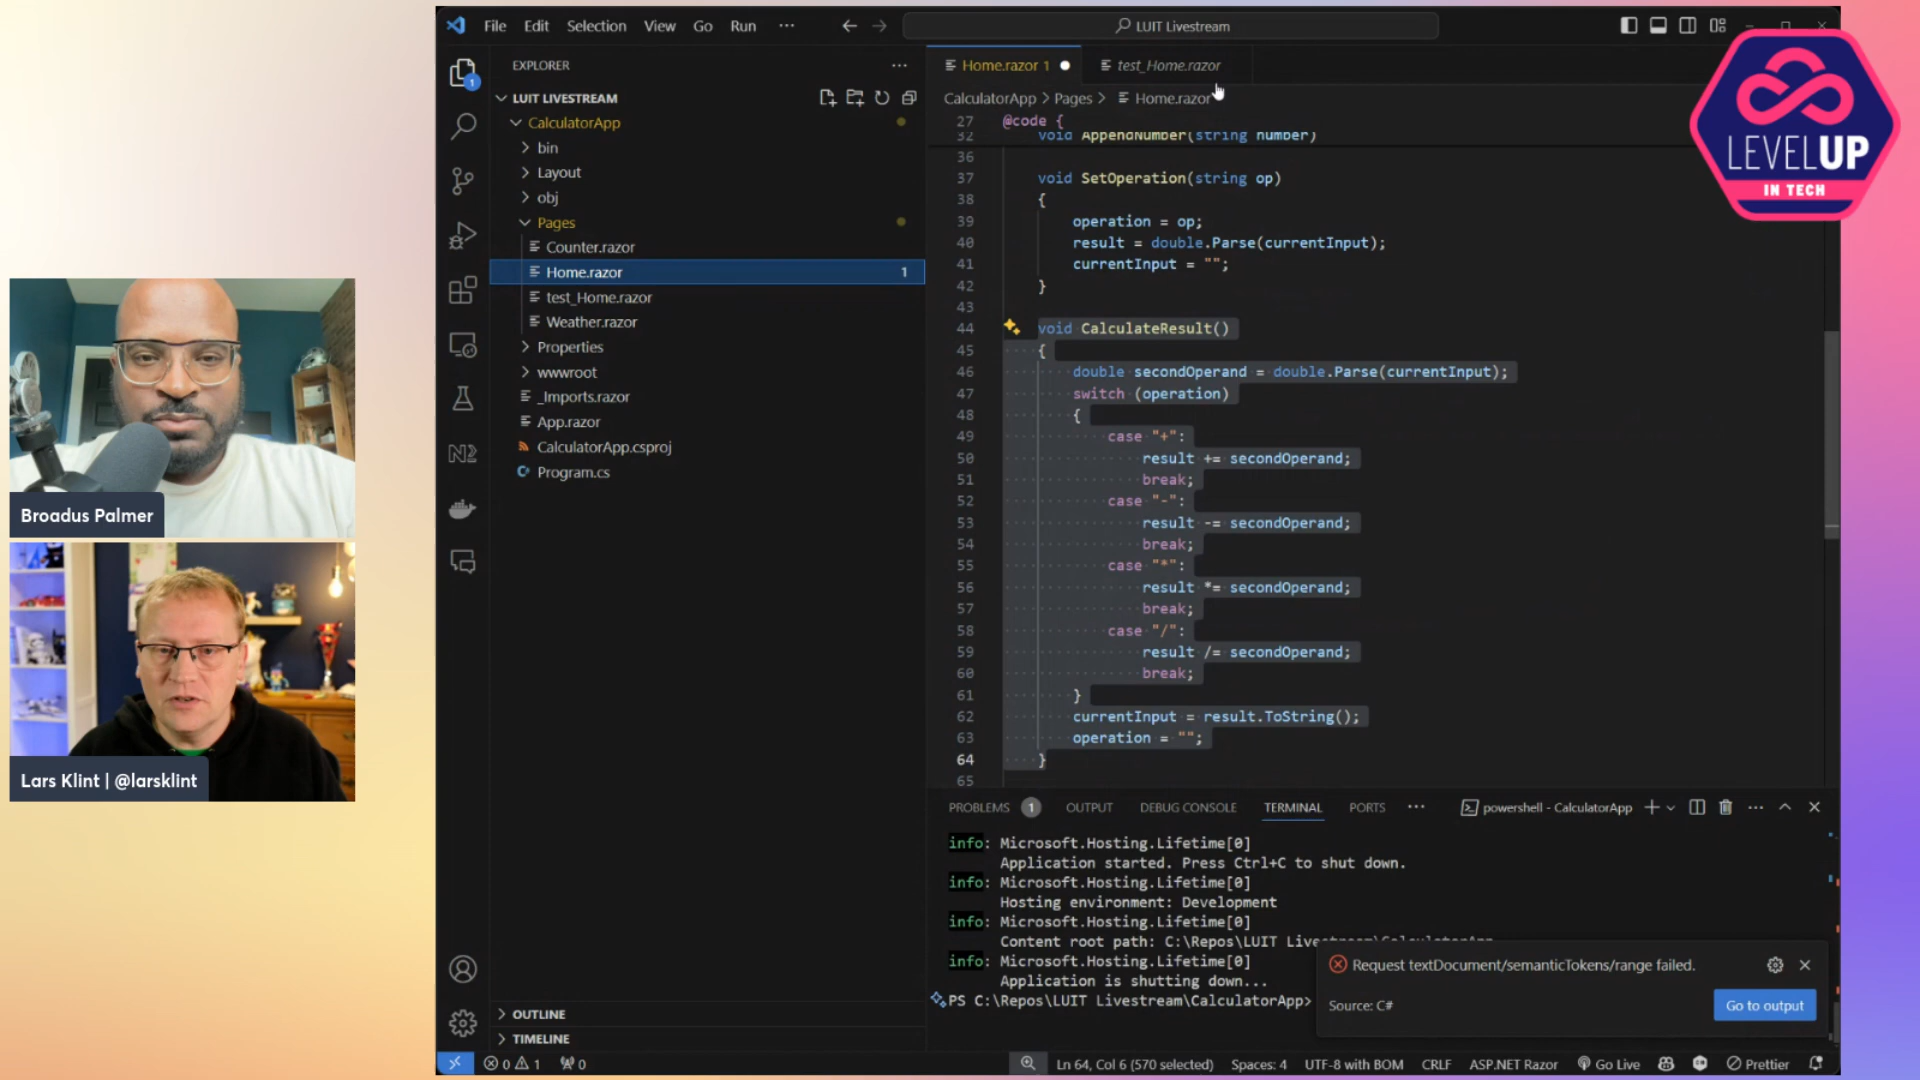 File Edit Selection View Go Run ···
LUIT Livestream
EXPLORER
LUIT LIVESTREAM
CalculatorApp
bin
Layout
obj
Pages
Counter.razor
Home.razor 1
test_Home.razor
Weather.razor
Properties
wwwroot
_Imports.razor
App.razor
CalculatorApp.csproj
Program.cs
OUTLINE
TIMELINE
1
Home.razor 1
test_Home.razor
CalculatorApp > Pages > Home.razor
27 @code {
32 void AppendNumber(string number)
36
37 void SetOperation(string op)
38 {
39 operation = op;
40 result = double.Parse(currentInput);
41 currentInput = "";
42 }
43
44 void CalculateResult()
45 {
46 double secondOperand = double.Parse(currentInput);
47 switch (operation)
48 {
49 case "+":
50 result += secondOperand;
51 break;
52 case "-":
53 result -= secondOperand;
54 break;
55 case "*":
56 result *= secondOperand;
57 break;
58 case "/":
59 result /= secondOperand;
60 break;
61 }
62 currentInput = result.ToString();
63 operation = "";
64 }
65
PROBLEMS 1 OUTPUT DEBUG CONSOLE TERMINAL PORTS ··· powershell - CalculatorApp
info: Microsoft.Hosting.Lifetime[0]
Application started. Press Ctrl+C to shut down.
info: Microsoft.Hosting.Lifetime[0]
Hosting environment: Development
info: Microsoft.Hosting.Lifetime[0]
Content root path: C:\Repos\LUIT Livestream\CalculatorApp
info: Microsoft.Hosting.Lifetime[0]
Application is shutting down...
PS C:\Repos\LUIT Livestream\CalculatorApp>
Request textDocument/semanticTokens/range failed.
Source: C#
Go to output
0 1 0
Ln 64, Col 6 (570 selected) Spaces: 4 UTF-8 with BOM CRLF ASP.NET Razor Go Live Prettier
Broadus Palmer
Lars Klint | @larsklint
LEVELUP
IN TECH